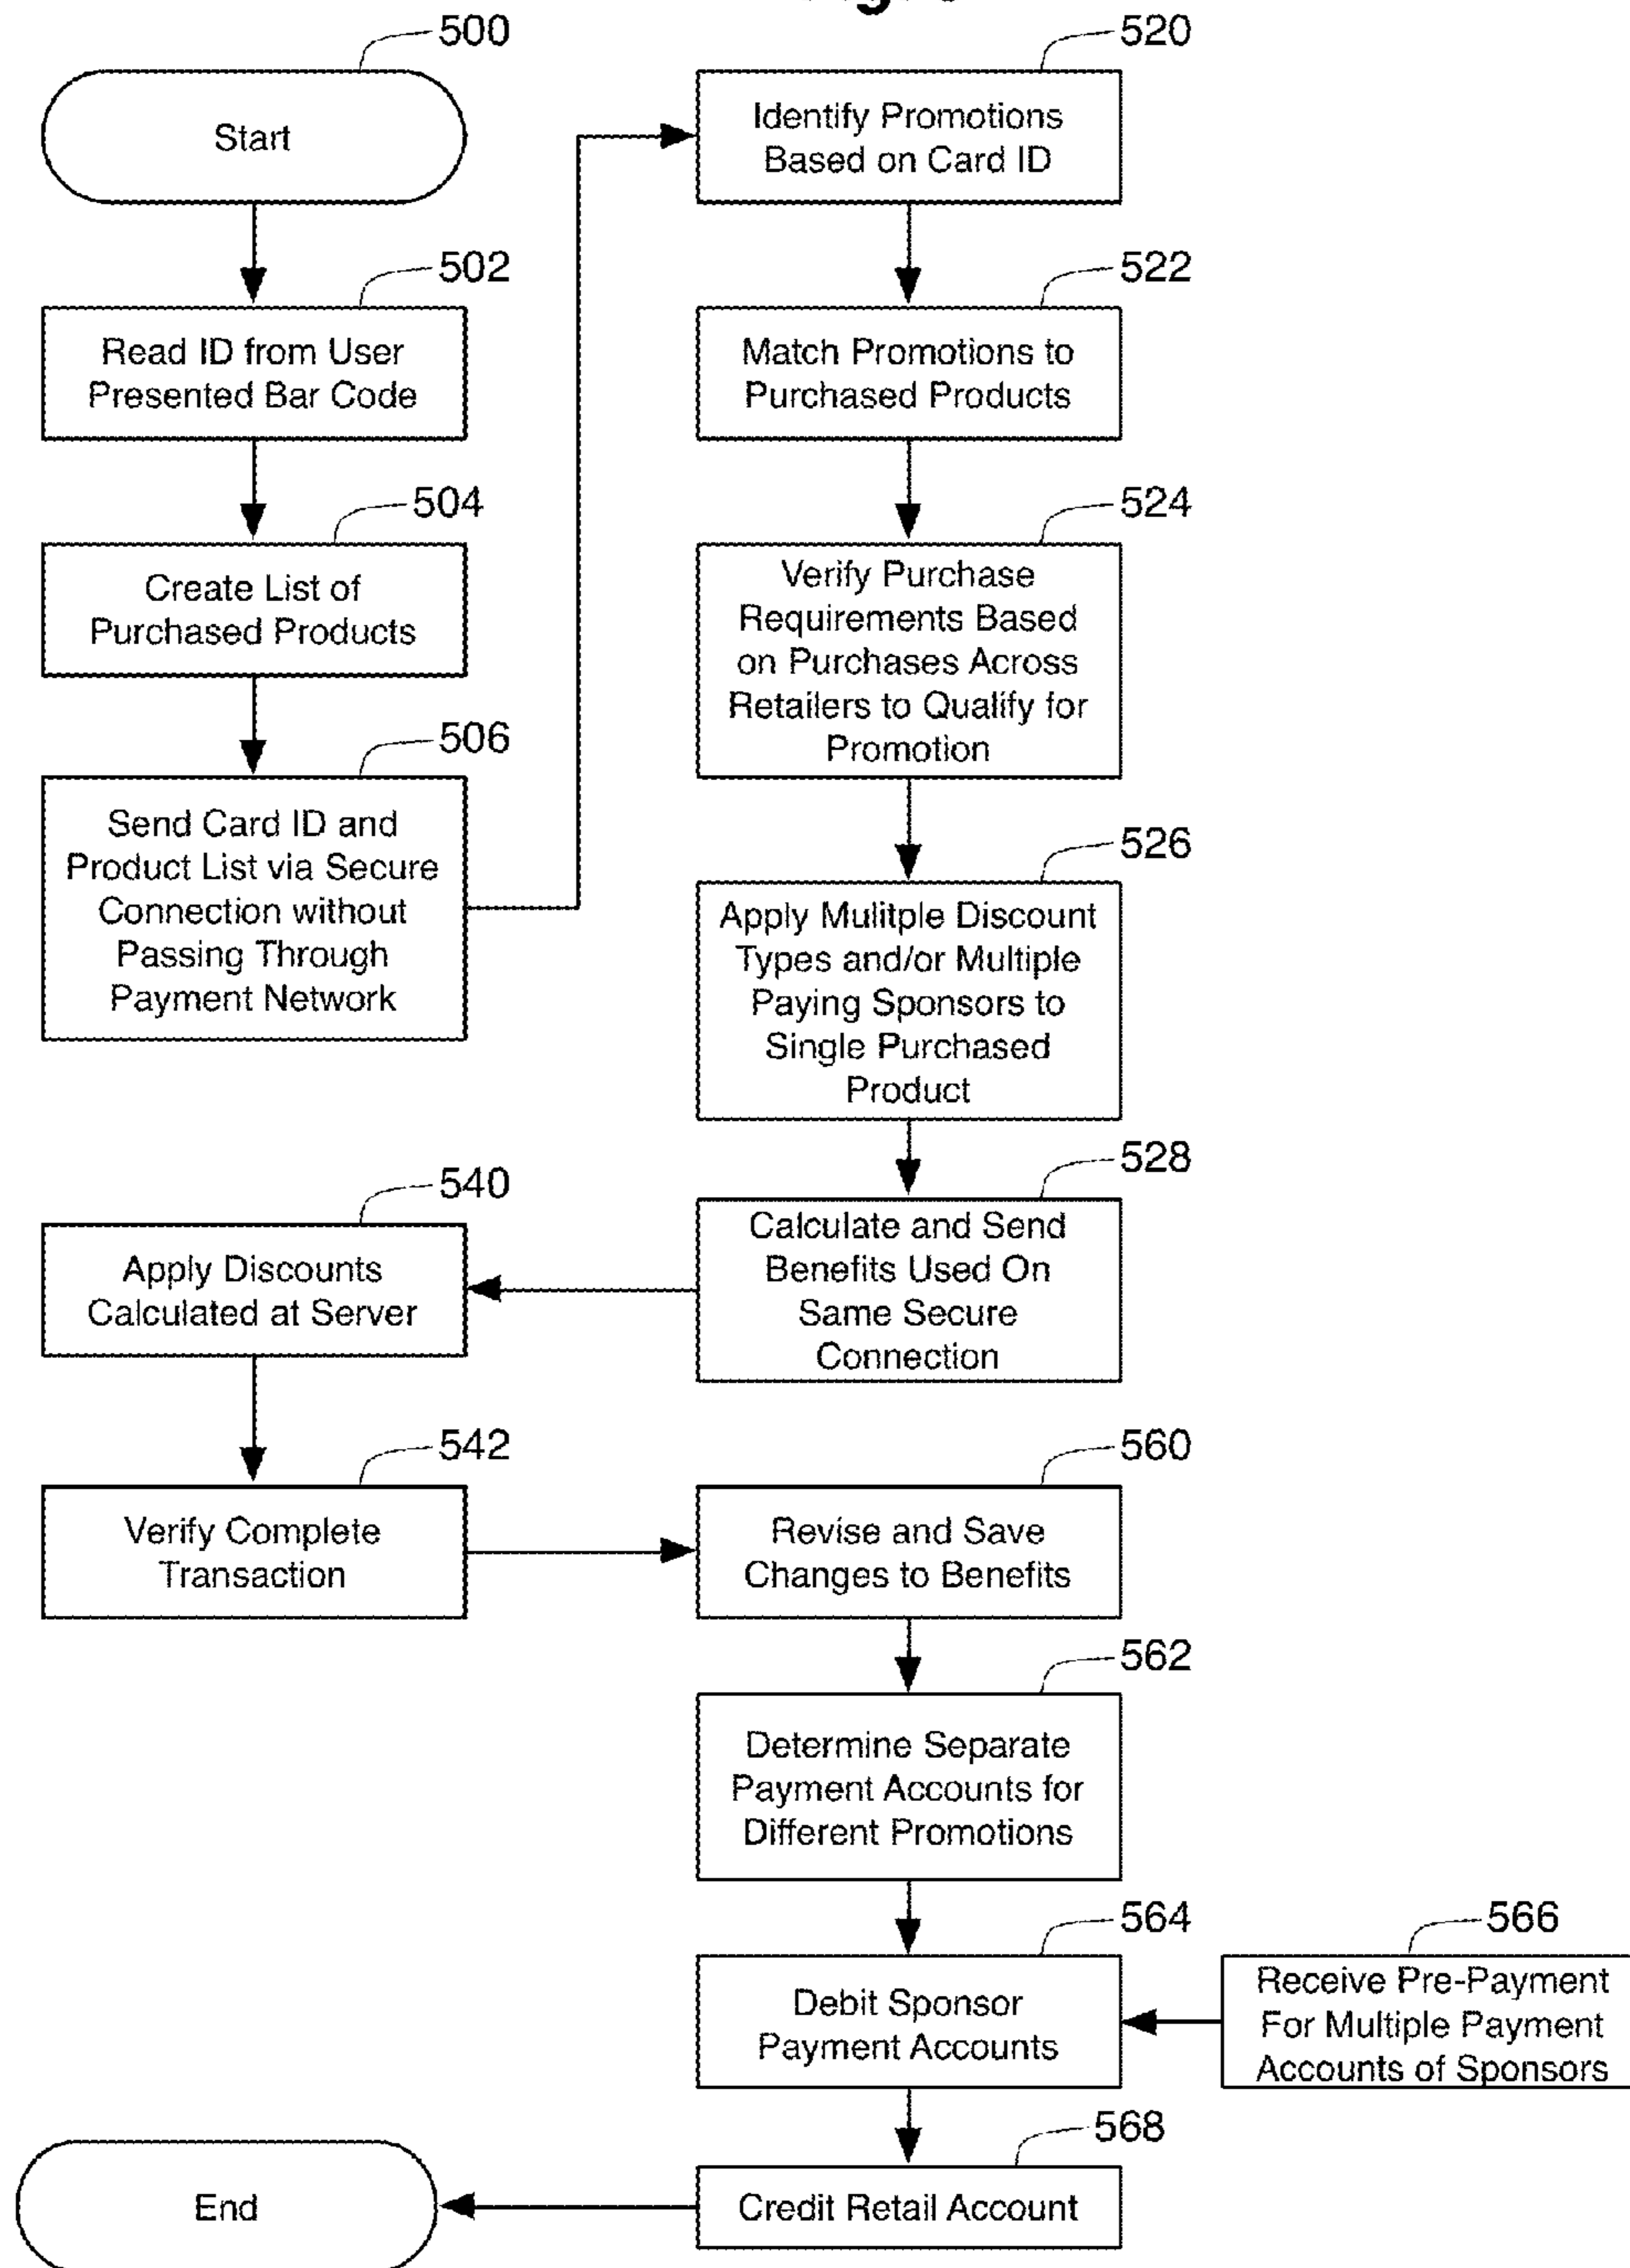 500
Start
502
Read ID from User
Presented Bar Code
504
Create List of
Purchased Products
506
Send Card ID and
Product List via Secure
Connection without
Passing Through
Payment Network
520
Identify Promotions
Based on Card ID
522
Match Promotions to
Purchased Products
524
Verify Purchase
Requirements Based
on Purchases Across
Retailers to Qualify for
Promotion
526
Apply Mulitple Discount
Types and/or Multiple
Paying Sponsors to
Single Purchased
Product
528
Calculate and Send
Benefits Used On
Same Secure
Connection
540
Apply Discounts
Calculated at Server
542
Verify Complete
Transaction
560
Revise and Save
Changes to Benefits
562
Determine Separate
Payment Accounts for
Different Promotions
564
Debit Sponsor
Payment Accounts
566
Receive Pre-Payment
For Multiple Payment
Accounts of Sponsors
568
Credit Retail Account
End